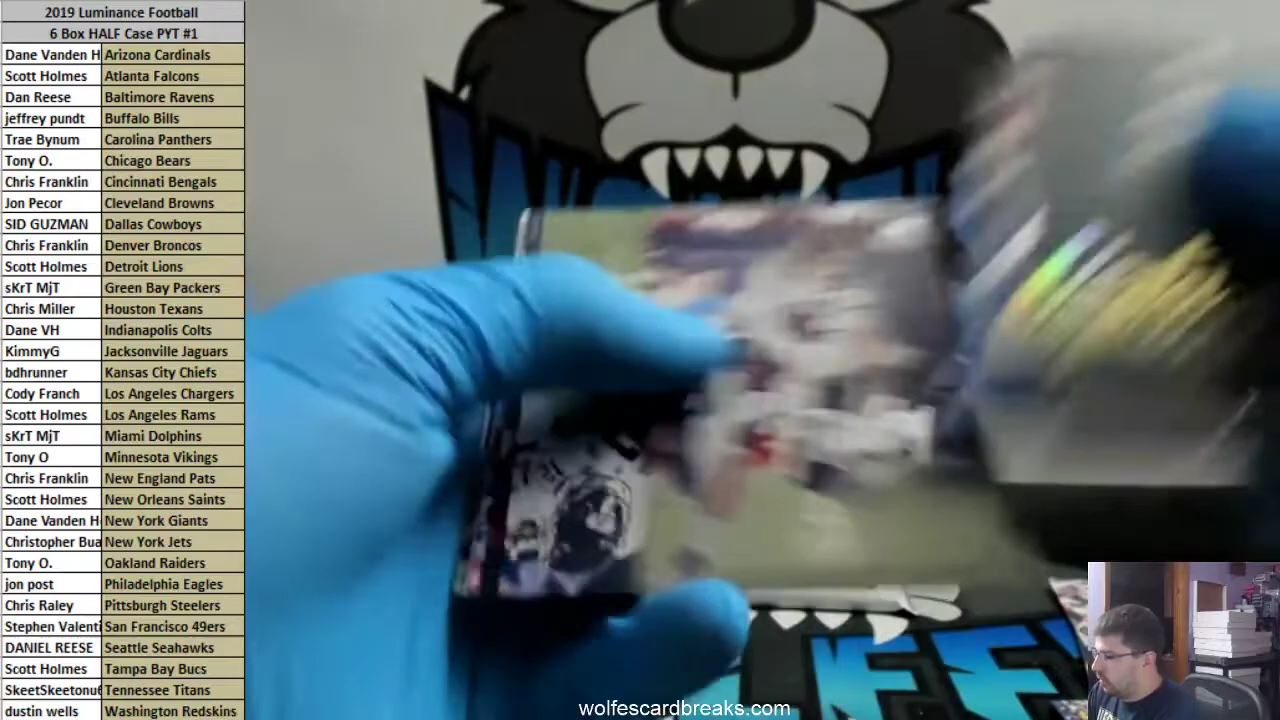 2019 Luminance Football
6 Box HALF Case PYT #1
Dane Vanden H Arizona Cardinals
Scott Holmes Atlanta Falcons
Dan Reese Baltimore Ravens
jeffrey pundt Buffalo Bills
Trae Bynum Carolina Panthers
Tony O. Chicago Bears
Chris Franklin Cincinnati Bengals
Jon Pecor Cleveland Browns
SID GUZMAN Dallas Cowboys
Chris Franklin Denver Broncos
Scott Holmes Detroit Lions
sKrT MjT Green Bay Packers
Chris Miller Houston Texans
Dane VH Indianapolis Colts
KimmyG Jacksonville Jaguars
bdhrunner Kansas City Chiefs
Cody Franch Los Angeles Chargers
Scott Holmes Los Angeles Rams
sKrT MjT Miami Dolphins
Tony O Minnesota Vikings
Chris Franklin New England Pats
Scott Holmes New Orleans Saints
Dane Vanden H New York Giants
Christopher Bua New York Jets
Tony O. Oakland Raiders
jon post Philadelphia Eagles
Chris Raley Pittsburgh Steelers
Stephen Valenti San Francisco 49ers
DANIEL REESE Seattle Seahawks
Scott Holmes Tampa Bay Bucs
SkeetSkeetonu Tennessee Titans
dustin wells Washington Redskins
wolfescardbreaks.com